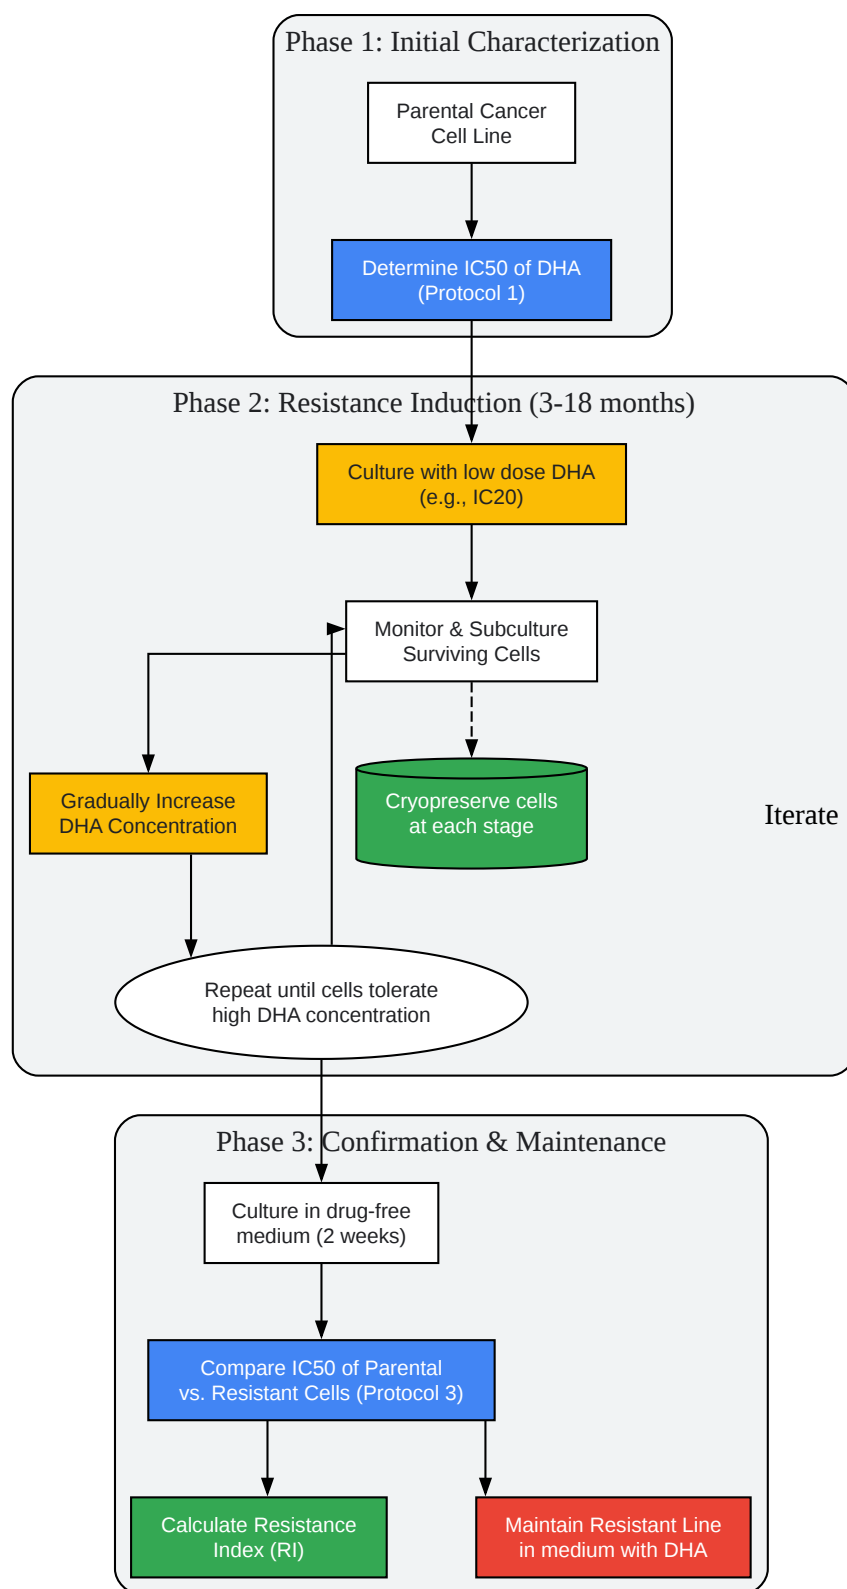 Phase 1: Initial Characterization
Parental Cancer
Cell Line
Determine IC50 of DHA
(Protocol 1)
Phase 2: Resistance Induction (3-18 months)
Culture with low dose DHA
(e.g., IC20)
Monitor & Subculture
Surviving Cells
Gradually Increase
DHA Concentration
Cryopreserve cells
at each stage
Iterate
Repeat until cells tolerate
high DHA concentration
Phase 3: Confirmation & Maintenance
Culture in drug-free
medium (2 weeks)
Compare IC50 of Parental
vs. Resistant Cells (Protocol 3)
Calculate Resistance
Index (RI)
Maintain Resistant Line
in medium with DHA